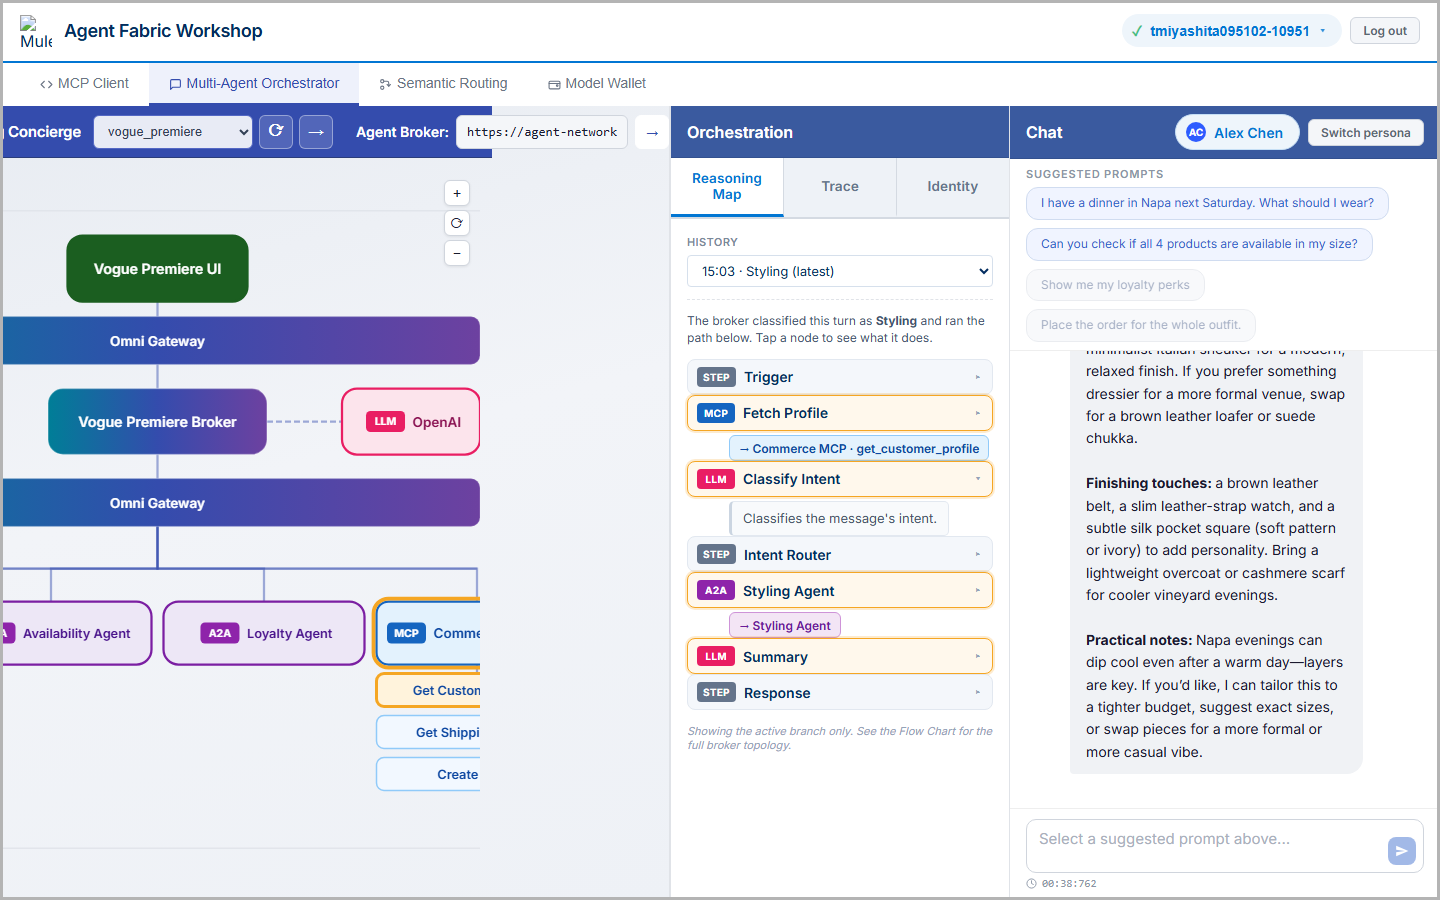 Mule
Agent Fabric Workshop
tmiyashita095102-10951
Log out
MCP Client
Multi-Agent Orchestrator
Semantic Routing
Model Wallet
Concierge
vogue_premiere
Agent Broker:
https://agent-network
Orchestration
Chat
AC
Alex Chen
Switch persona
+
−
Vogue Premiere UI
Omni Gateway
Vogue Premiere Broker
LLM
OpenAI
Omni Gateway
Availability Agent
A2A
Loyalty Agent
MCP
Comme
Get Custom
Get Shippi
Create
Reasoning
Map
Trace
Identity
HISTORY
15:03 · Styling (latest)
The broker classified this turn as Styling and ran the
path below. Tap a node to see what it does.
STEP Trigger
MCP Fetch Profile
→ Commerce MCP · get_customer_profile
LLM Classify Intent
Classifies the message's intent.
STEP Intent Router
A2A Styling Agent
→ Styling Agent
LLM Summary
STEP Response
Showing the active branch only. See the Flow Chart for the
full broker topology.
SUGGESTED PROMPTS
I have a dinner in Napa next Saturday. What should I wear?
Can you check if all 4 products are available in my size?
Show me my loyalty perks
Place the order for the whole outfit.
minimalist Italian sneaker for a modern,
relaxed finish. If you prefer something
dressier for a more formal venue, swap
for a brown leather loafer or suede
chukka.
Finishing touches: a brown leather
belt, a slim leather-strap watch, and a
subtle silk pocket square (soft pattern
or ivory) to add personality. Bring a
lightweight overcoat or cashmere scarf
for cooler vineyard evenings.
Practical notes: Napa evenings can
dip cool even after a warm day—layers
are key. If you’d like, I can tailor this to
a tighter budget, suggest exact sizes,
or swap pieces for a more formal or
more casual vibe.
Select a suggested prompt above...
00:38:762